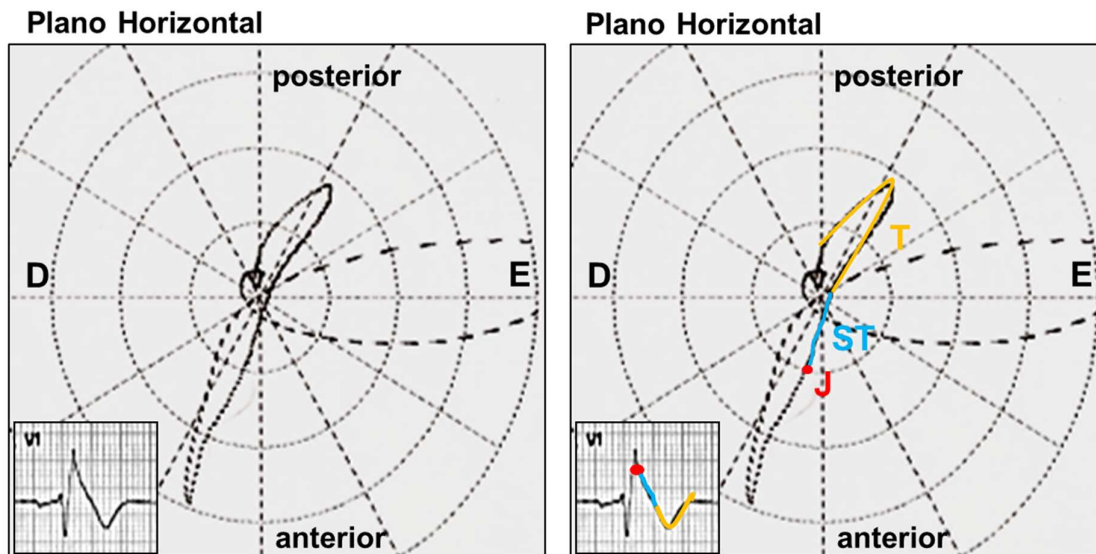 Plano Horizontal
posterior
D
E
anterior
V1
Plano Horizontal
posterior
D
E
T
ST
J
anterior
V1